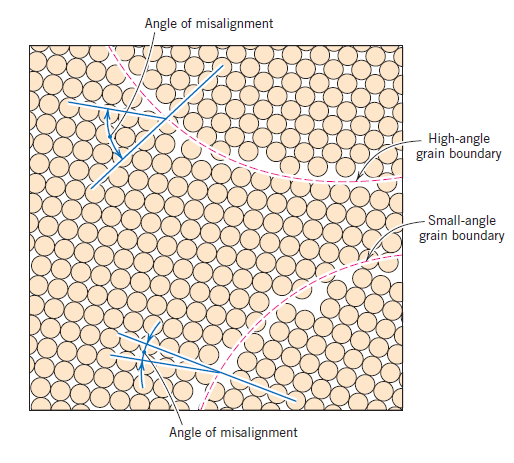 Angle of misalignment
High-angle
grain boundary
Small-angle
grain boundary
Angle of misalignment